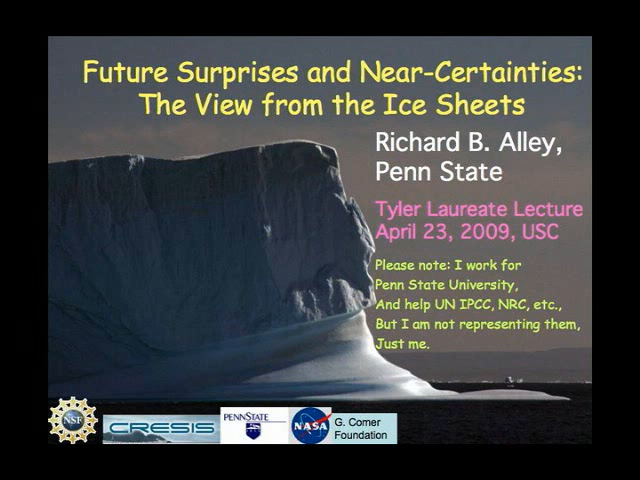 Future Surprises and Near-Certainties:
The View from the Ice Sheets
Richard B. Alley,
Penn State
Tyler Laureate Lecture
April 23, 2009, USC
Please note: I work for
Penn State University,
And help UN IPCC, NRC, etc.,
But I am not representing them,
Just me.
NSF
CReSIS
PENNSTATE
NASA
G. Comer
Foundation